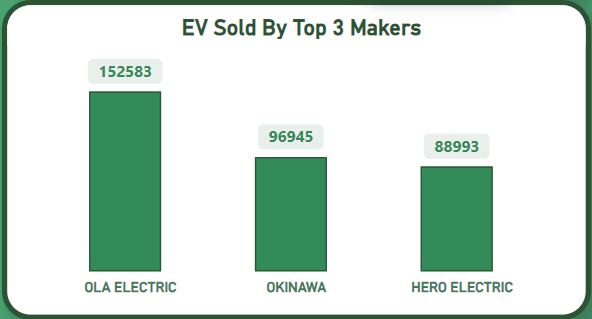 EV Sold By Top 3 Makers
152583
96945
88993
OLA ELECTRIC
OKINAWA
HERO ELECTRIC